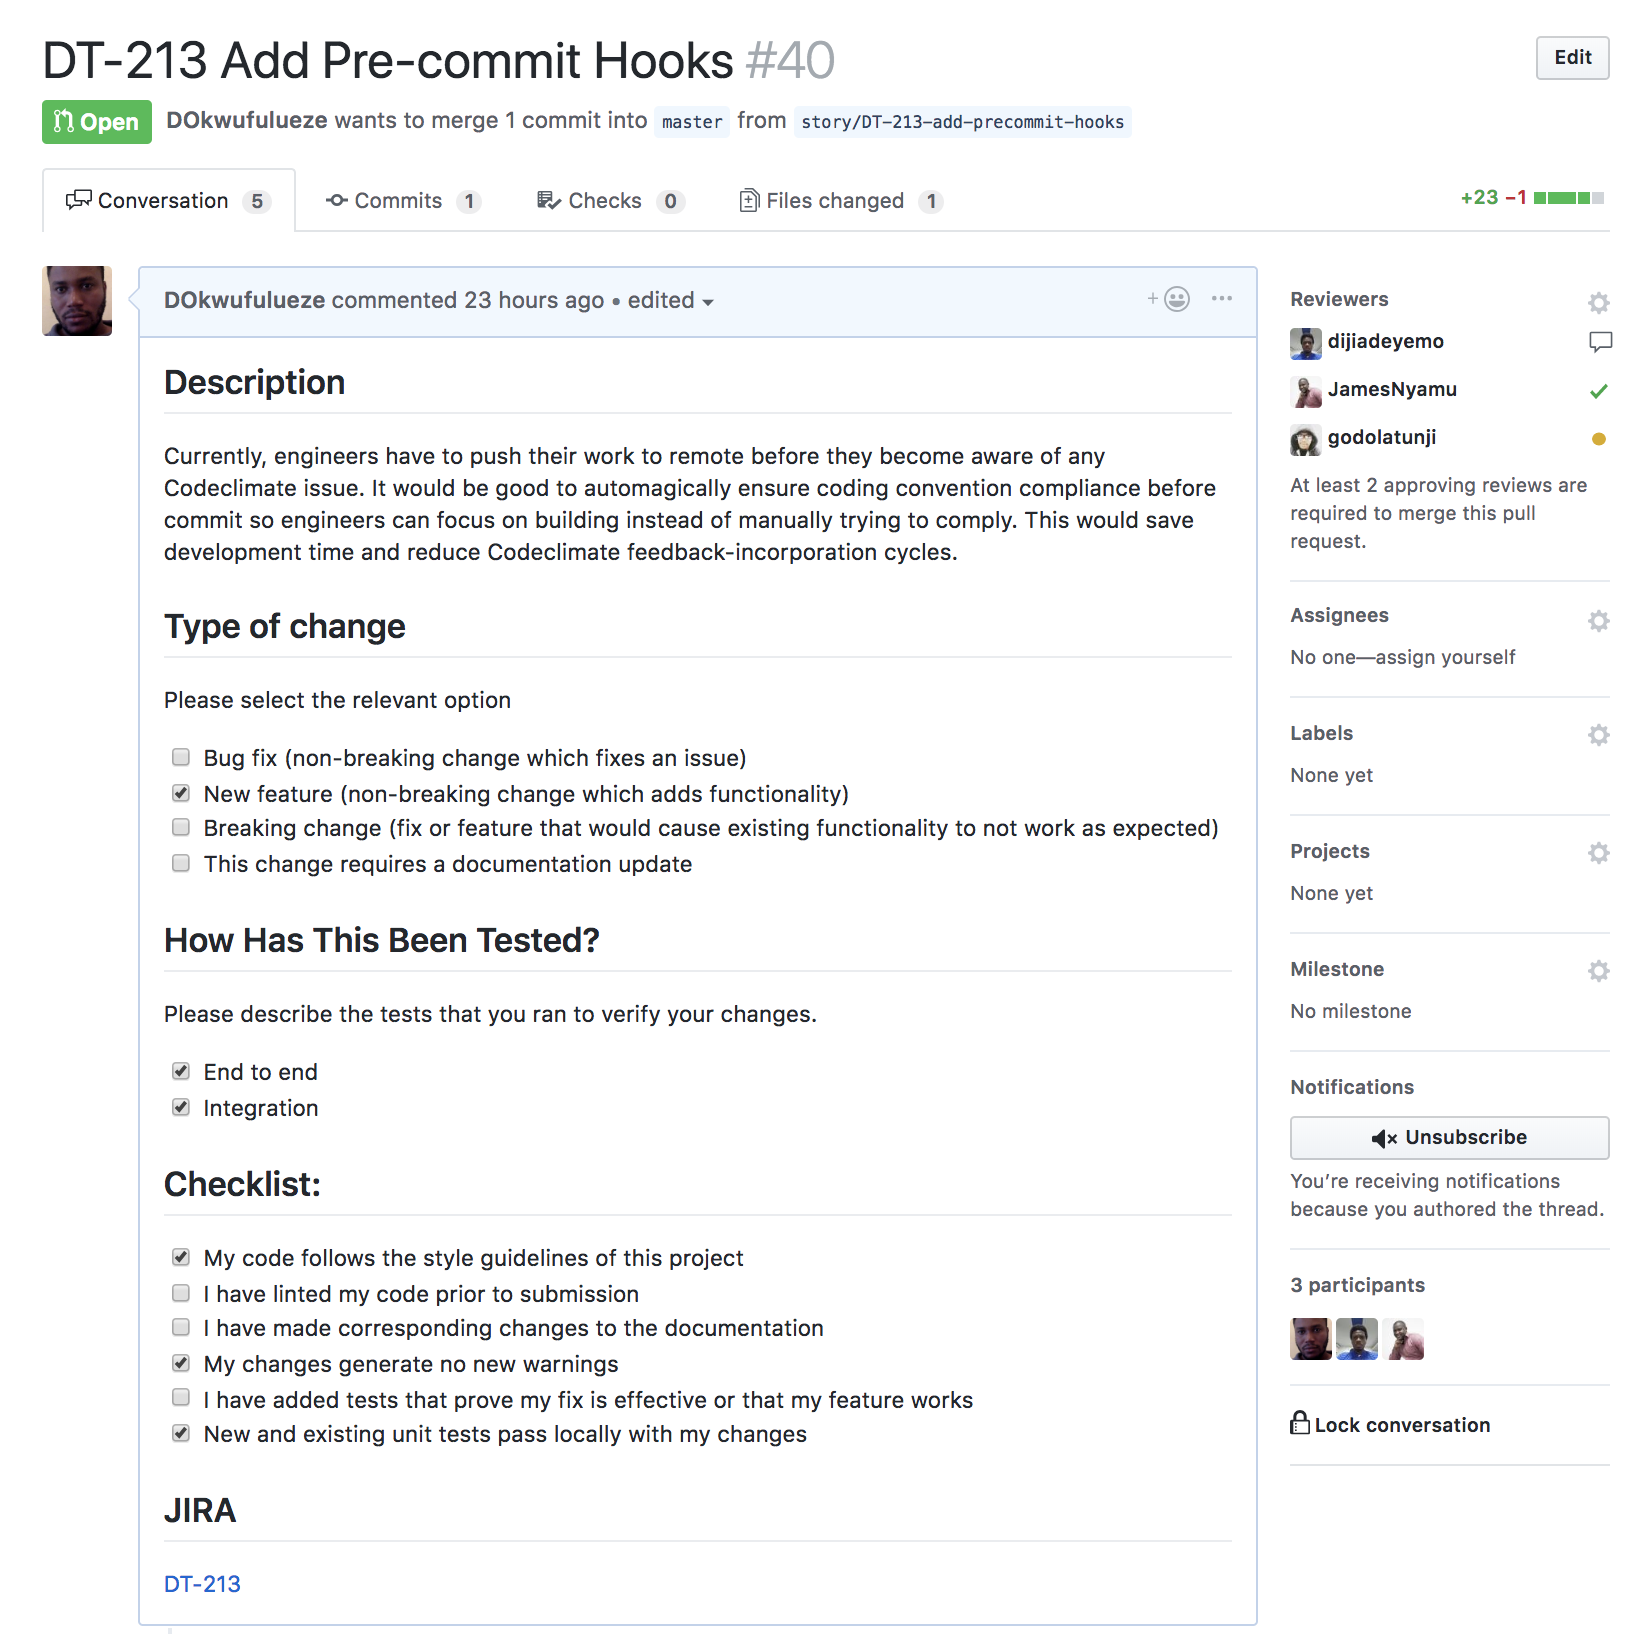 DT-213 Add Pre-commit Hooks #40
Edit
Open DOkwufulueze wants to merge 1 commit into master from story/DT-213-add-precommit-hooks
Conversation 5 Commits 1 Checks 0 Files changed 1 +23 −1
DOkwufulueze commented 23 hours ago • edited
Description
Currently, engineers have to push their work to remote before they become aware of any
Codeclimate issue. It would be good to automagically ensure coding convention compliance before
commit so engineers can focus on building instead of manually trying to comply. This would save
development time and reduce Codeclimate feedback-incorporation cycles.
Type of change
Please select the relevant option
Bug fix (non-breaking change which fixes an issue)
New feature (non-breaking change which adds functionality)
Breaking change (fix or feature that would cause existing functionality to not work as expected)
This change requires a documentation update
How Has This Been Tested?
Please describe the tests that you ran to verify your changes.
End to end
Integration
Checklist:
My code follows the style guidelines of this project
I have linted my code prior to submission
I have made corresponding changes to the documentation
My changes generate no new warnings
I have added tests that prove my fix is effective or that my feature works
New and existing unit tests pass locally with my changes
JIRA
DT-213
Reviewers
dijiadeyemo
JamesNyamu
godolatunji
At least 2 approving reviews are
required to merge this pull
request.
Assignees
No one—assign yourself
Labels
None yet
Projects
None yet
Milestone
No milestone
Notifications
Unsubscribe
You’re receiving notifications
because you authored the thread.
3 participants
Lock conversation